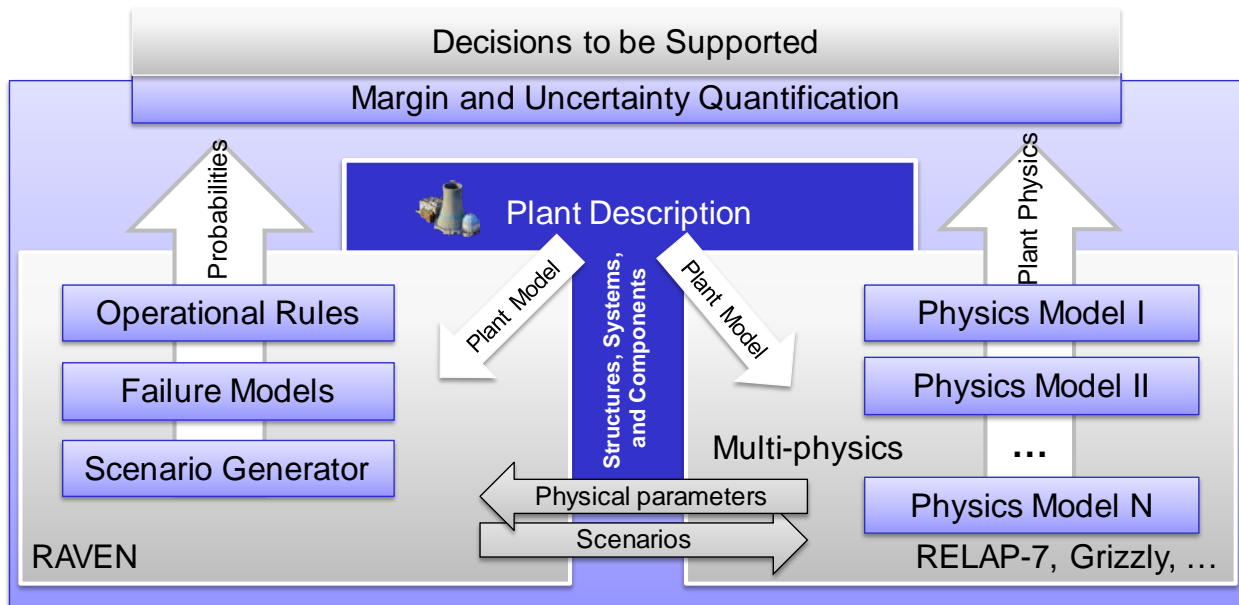 Decisions to be Supported
Margin and Uncertainty Quantification
Probabilities
Plant Physics
Plant Description
Plant Model
Plant Model
Structures, Systems,
and Components
Operational Rules
Failure Models
Scenario Generator
Physics Model I
Physics Model II
Multi-physics
...
Physics Model N
Physical parameters
Scenarios
RAVEN
RELAP-7, Grizzly, …